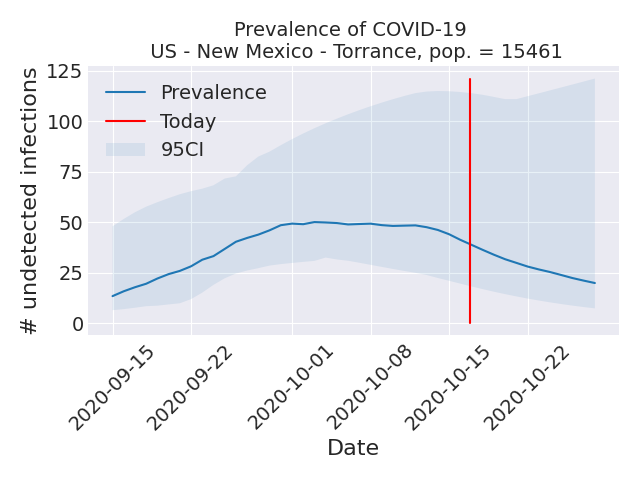 Prevalence of COVID-19
US - New Mexico - Torrance, pop. = 15461
# undetected infections
125
100
75
50
25
0
Prevalence
Today
95CI
2020-09-15
2020-09-22
2020-10-01
2020-10-08
2020-10-15
2020-10-22
Date